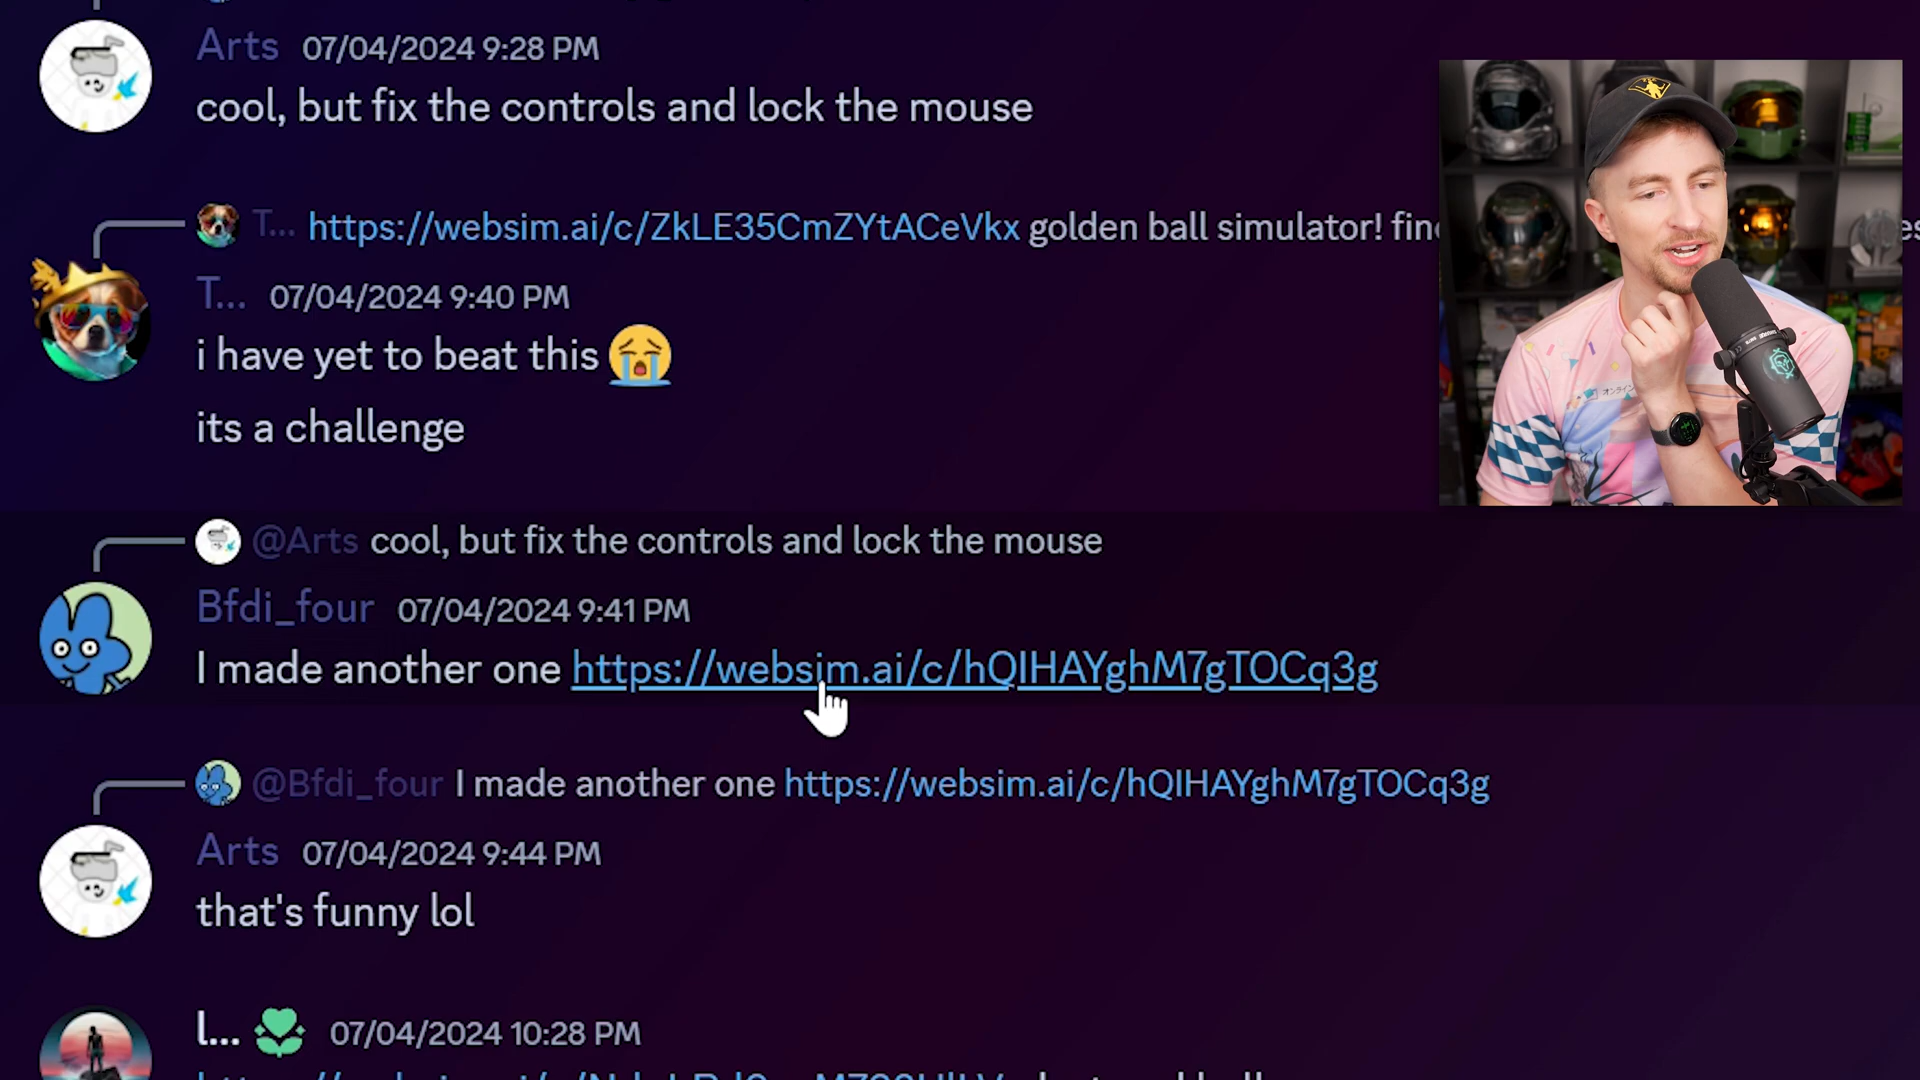 Arts 07/04/2024 9:28 PM
cool, but fix the controls and lock the mouse
T... https://websim.ai/c/ZkLE35CmZYtACeVkx golden ball simulator!
T... 07/04/2024 9:40 PM
i have yet to beat this 😭
its a challenge
@Arts cool, but fix the controls and lock the mouse
Bfdi_four 07/04/2024 9:41 PM
I made another one https://websim.ai/c/hQIHAYghM7gTOCq3g
@Bfdi_four I made another one https://websim.ai/c/hQIHAYghM7gTOCq3g
Arts 07/04/2024 9:44 PM
that's funny lol
l... 07/04/2024 10:28 PM